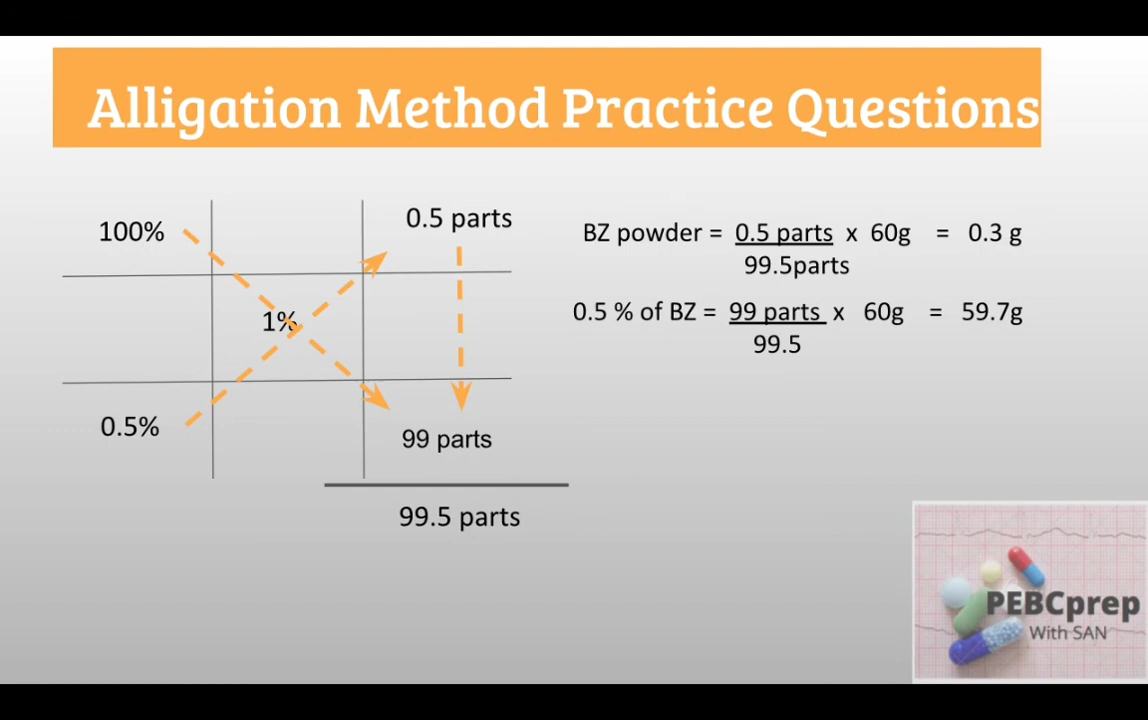 Alligation Method Practice Questions
100%
0.5 parts
1%
0.5%
99 parts
99.5 parts
BZ powder = 0.5 parts x 60g = 0.3 g
99.5parts
0.5 % of BZ = 99 parts x 60g = 59.7g
99.5
PEBCprep
With SAN